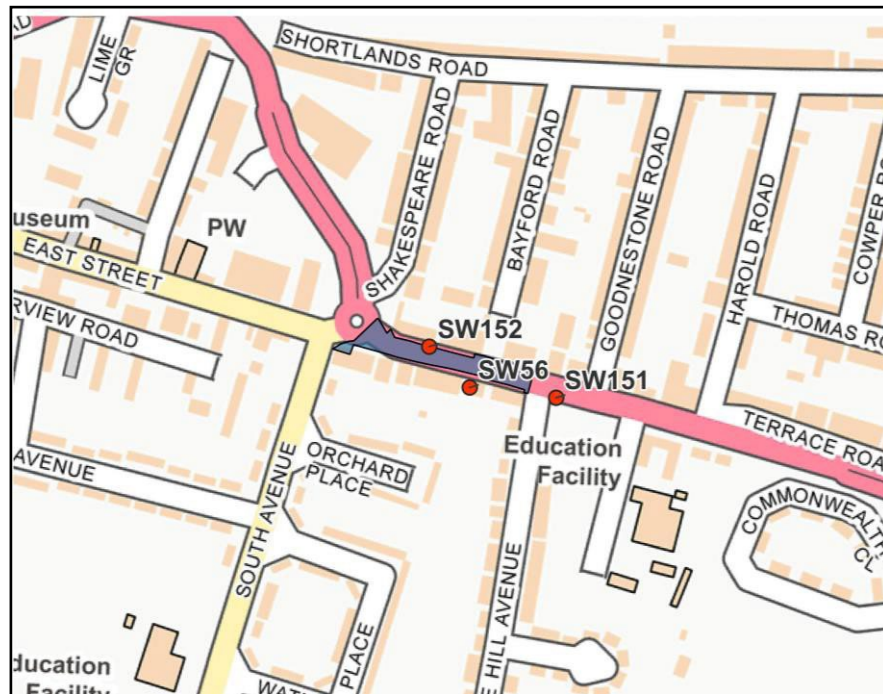 SHORTLANDS ROAD
LIME
GR
SHAKESPEARE ROAD
BAYFORD ROAD
GOODNESTONE ROAD
HAROLD ROAD
COWPER
THOMAS
useum
PW
EAST STREET
RVIEW ROAD
SW152
SW56
SW151
Education
Facility
TERRACE ROA
ORCHARD
PLACE
AVENUE
SOUTH AVENUE
COMMONWEALTH
CL
HILL AVENUE
PLACE
ducation
Facility